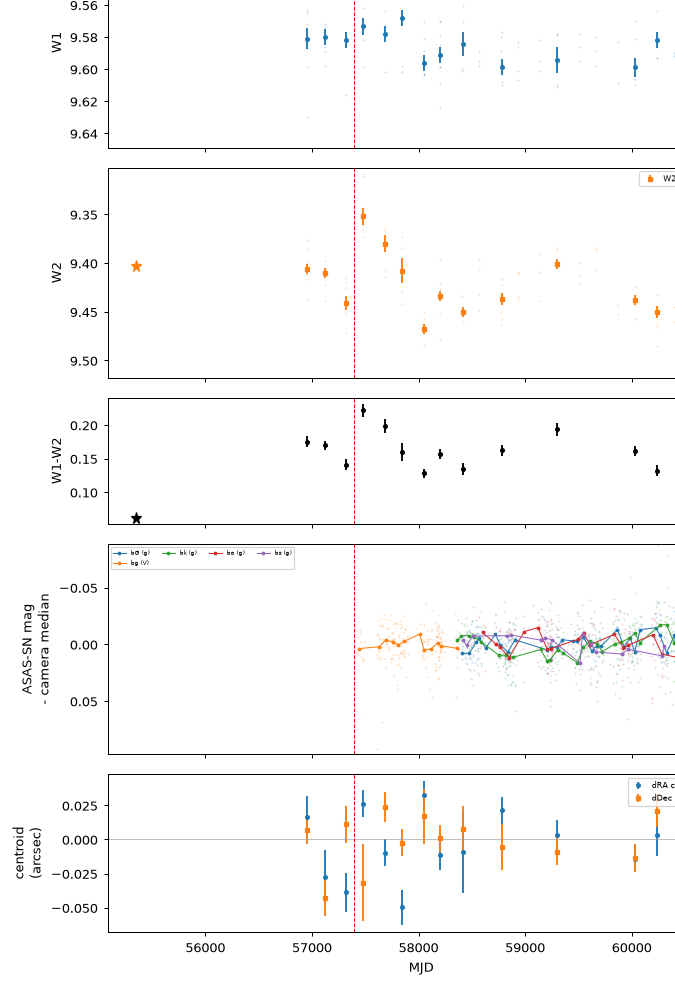 9.56
9.58
9.60
9.62
9.64
W1
W2
9.35
9.40
9.45
9.50
W2
0.20
0.15
0.10
W1-W2
bG (g)
bk (g)
bo (g)
bs (g)
bg (V)
−0.05
0.00
0.05
ASAS-SN mag
- camera median
dRA c
dDec
0.025
0.000
−0.025
−0.050
centroid
(arcsec)
56000
57000
58000
59000
60000
MJD